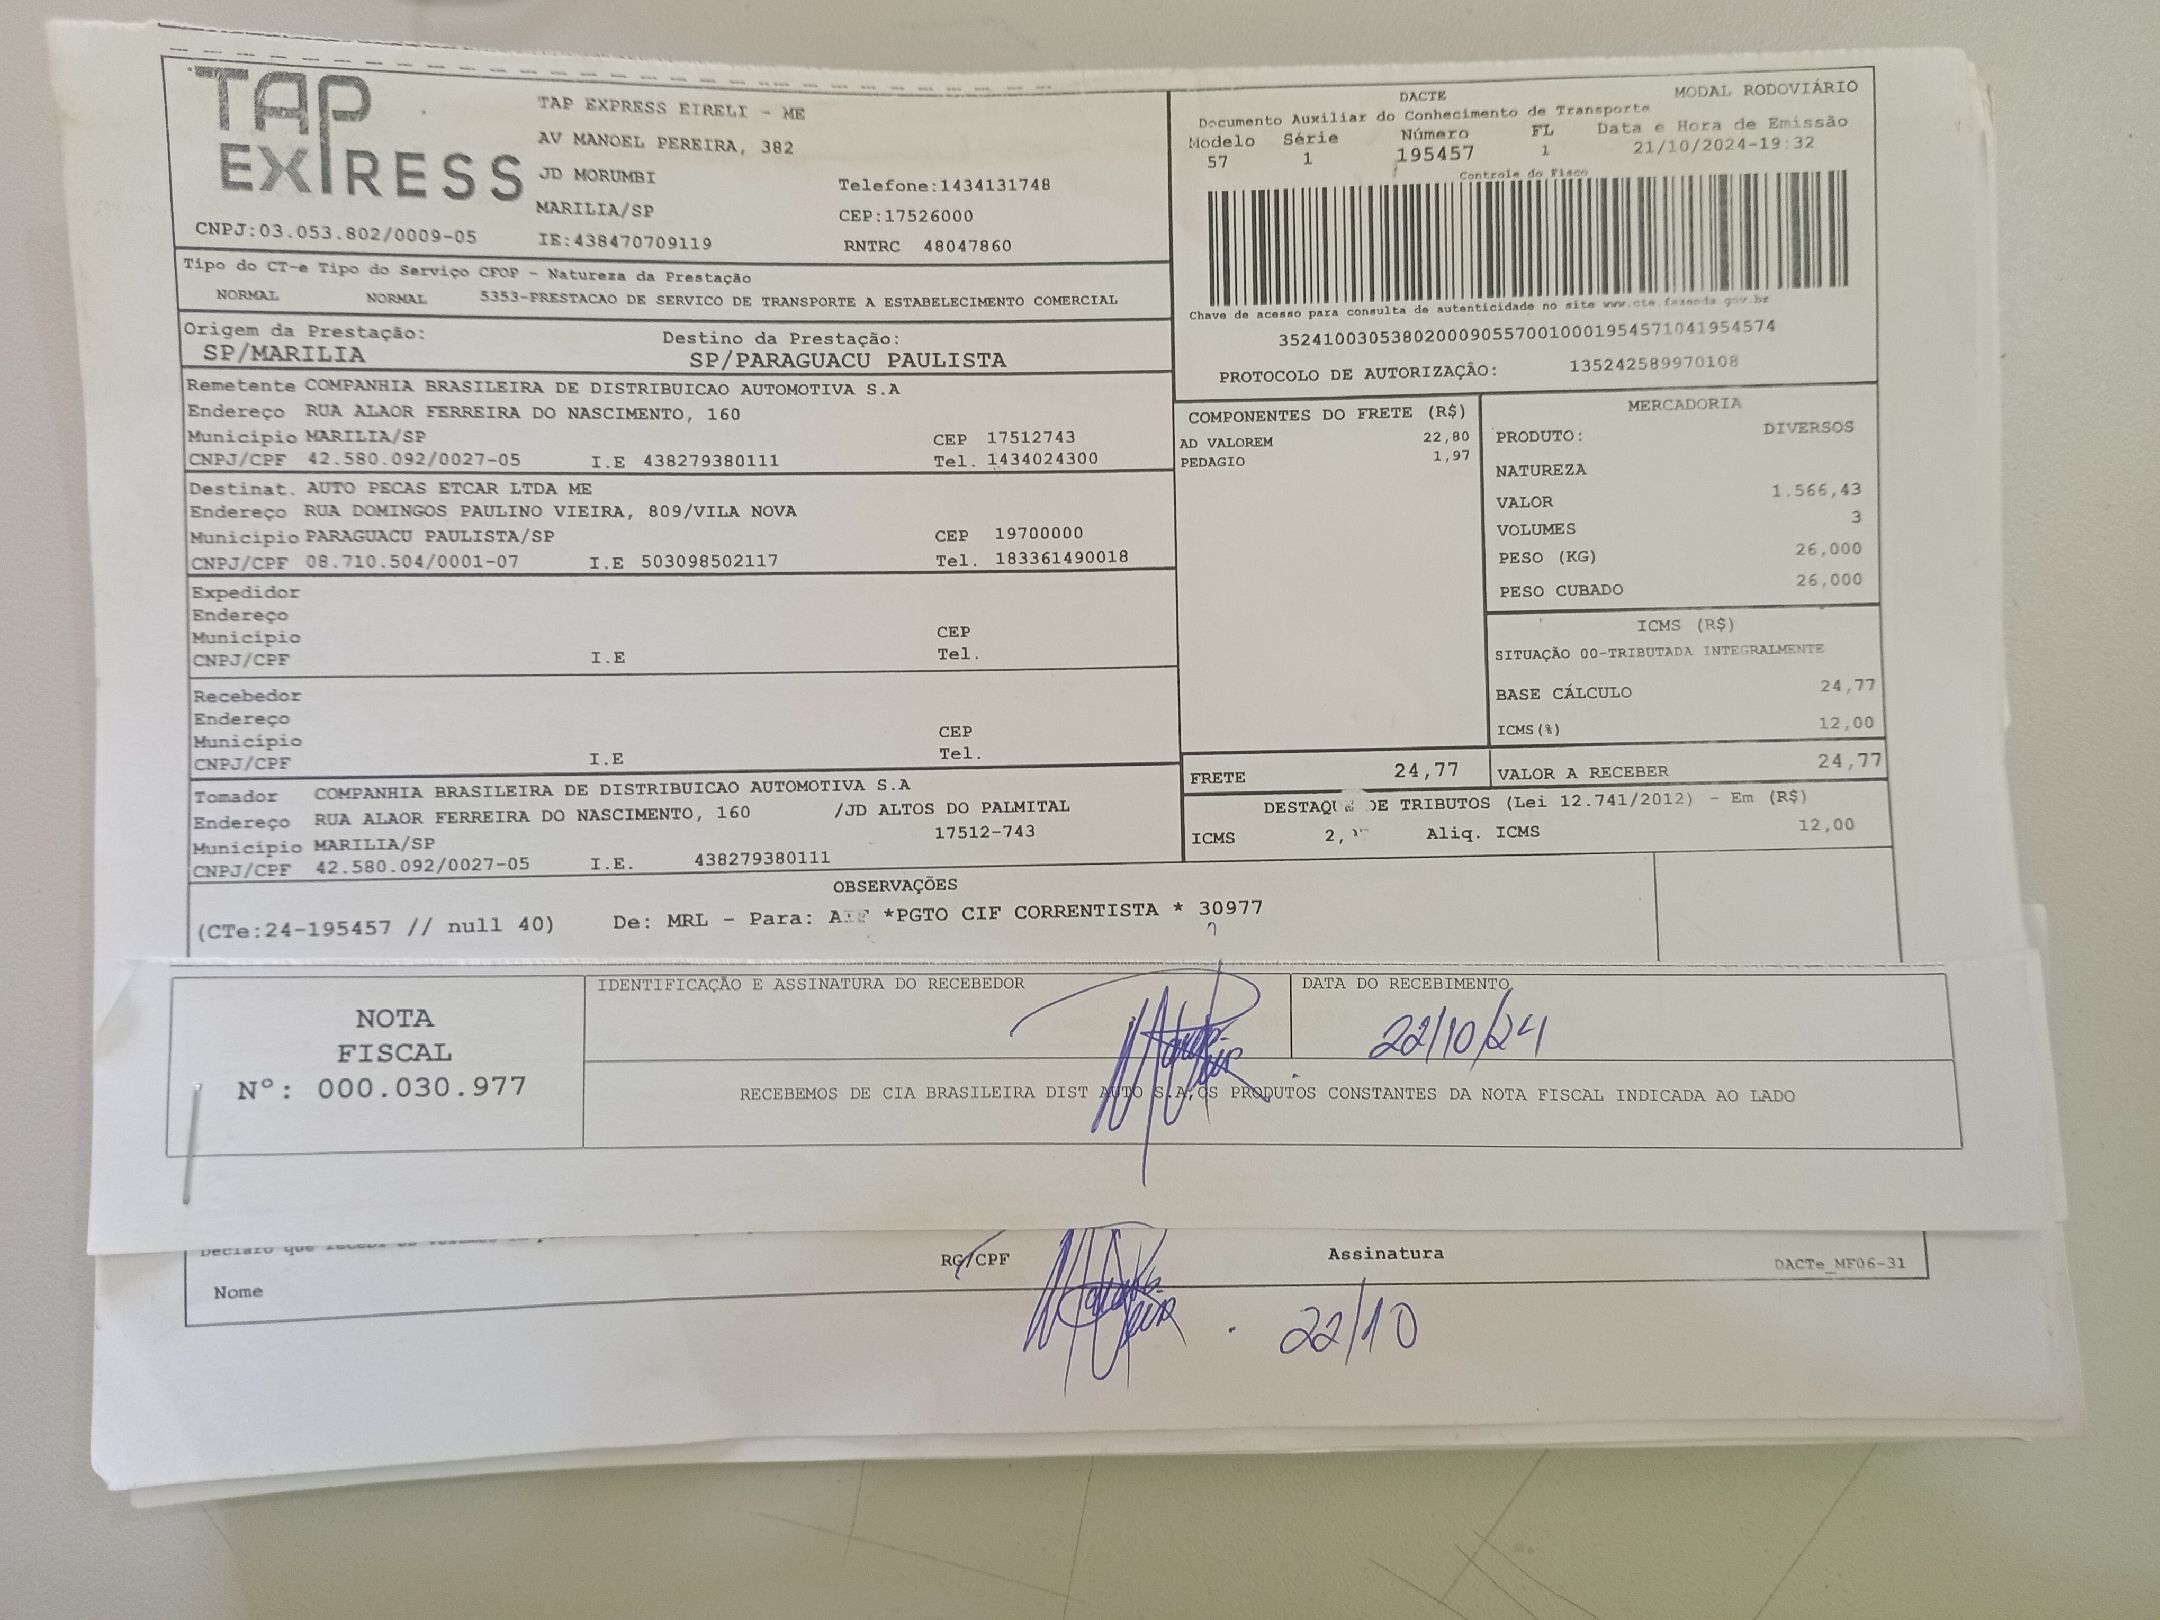 TAP
EXPRESS
CNPJ:03.053.802/0009-05
TAP EXPRESS EIRELI - ME
AV MANOEL PEREIRA, 382
JD MORUMBI
MARILIA/SP
IE:438470709119
Telefone:1434131748
CEP:17526000
RNTRC 48047860
DACTE
MODAL RODOVIÁRIO
Documento Auxiliar do Conhecimento de Transporte
Modelo Série Número FL Data e Hora de Emissão
57 1 195457 1 21/10/2024-19:32
Controle do Fisco
Chave de acesso para consulta de autenticidade no site www.cte.fazenda.gov.br
35241003053802000905570010001954571041954574
PROTOCOLO DE AUTORIZAÇÃO: 135242589970108
Tipo do CT-e Tipo do Serviço CFOP - Natureza da Prestação
NORMAL NORMAL 5353-PRESTACAO DE SERVICO DE TRANSPORTE A ESTABELECIMENTO COMERCIAL
Origem da Prestação: Destino da Prestação:
SP/MARILIA SP/PARAGUACU PAULISTA
Remetente COMPANHIA BRASILEIRA DE DISTRIBUICAO AUTOMOTIVA S.A
Endereço RUA ALAOR FERREIRA DO NASCIMENTO, 160
Município MARILIA/SP CEP 17512743
CNPJ/CPF 42.580.092/0027-05 I.E 438279380111 Tel. 1434024300
Destinat. AUTO PECAS ETCAR LTDA ME
Endereço RUA DOMINGOS PAULINO VIEIRA, 809/VILA NOVA
Município PARAGUACU PAULISTA/SP CEP 19700000
CNPJ/CPF 08.710.504/0001-07 I.E 503098502117 Tel. 183361490018
Expedidor
Endereço
Município CEP
CNPJ/CPF I.E Tel.
Recebedor
Endereço
Município CEP
CNPJ/CPF I.E Tel.
Tomador COMPANHIA BRASILEIRA DE DISTRIBUICAO AUTOMOTIVA S.A
Endereço RUA ALAOR FERREIRA DO NASCIMENTO, 160 /JD ALTOS DO PALMITAL
Município MARILIA/SP 17512-743
CNPJ/CPF 42.580.092/0027-05 I.E. 438279380111
COMPONENTES DO FRETE (R$)
AD VALOREM 22,80
PEDAGIO 1,97
MERCADORIA
PRODUTO: DIVERSOS
NATUREZA
VALOR 1.566,43
VOLUMES 3
PESO (KG) 26,000
PESO CUBADO 26,000
ICMS (R$)
SITUAÇÃO 00-TRIBUTADA INTEGRALMENTE
BASE CÁLCULO 24,77
ICMS(%) 12,00
FRETE 24,77 VALOR A RECEBER 24,77
DE TRIBUTOS (Lei 12.741/2012) - Em (R$)
ICMS 2, Aliq. ICMS 12,00
OBSERVAÇÕES
(CTe:24-195457 // null 40) De: MRL - Para: *PGTO CIF CORRENTISTA * 30977
NOTA
FISCAL
Nº: 000.030.977
IDENTIFICAÇÃO E ASSINATURA DO RECEBEDOR
DATA DO RECEBIMENTO
22/10/24
RECEBEMOS DE CIA BRASILEIRA DIST AUTO S.A,OS PRODUTOS CONSTANTES DA NOTA FISCAL INDICADA AO LADO
Declaro que
Nome RG/CPF Assinatura DACTe_MF06-31
22/10